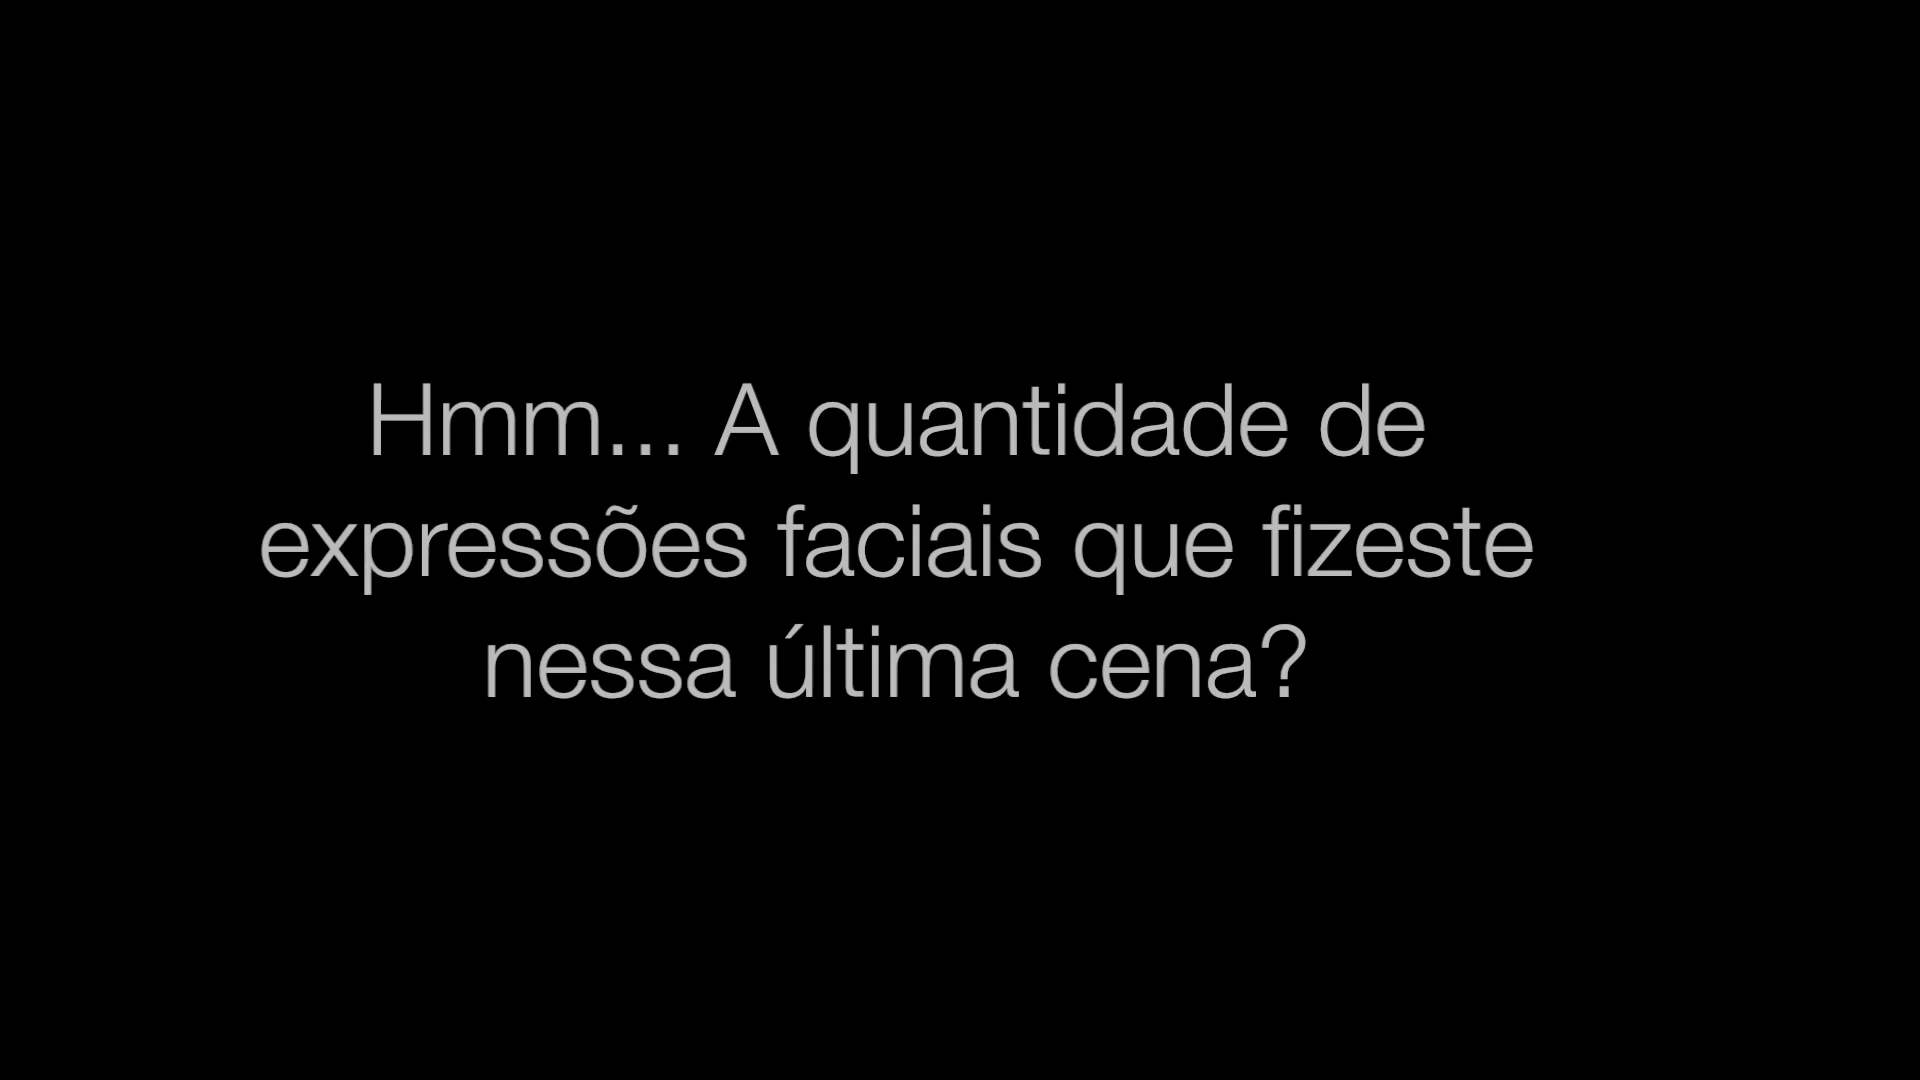 Hmm... A quantidade de
expressões faciais que fizeste
nessa última cena?